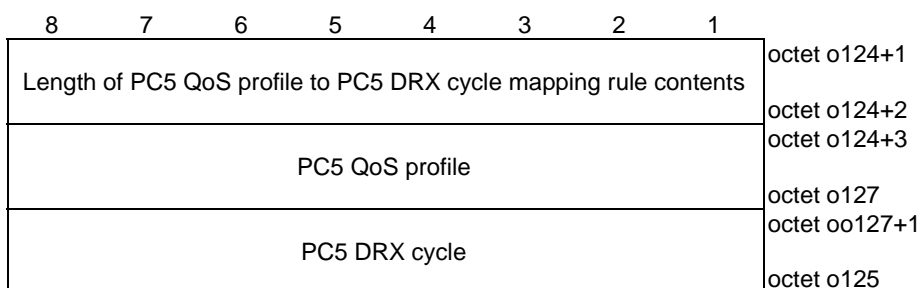 8 7 6 5 4 3 2 1
octet o124+1
Length of PC5 QoS profile to PC5 DRX cycle mapping rule contents
octet o124+2
octet o124+3
PC5 QoS profile
octet o127
octet oo127+1
PC5 DRX cycle
octet o125